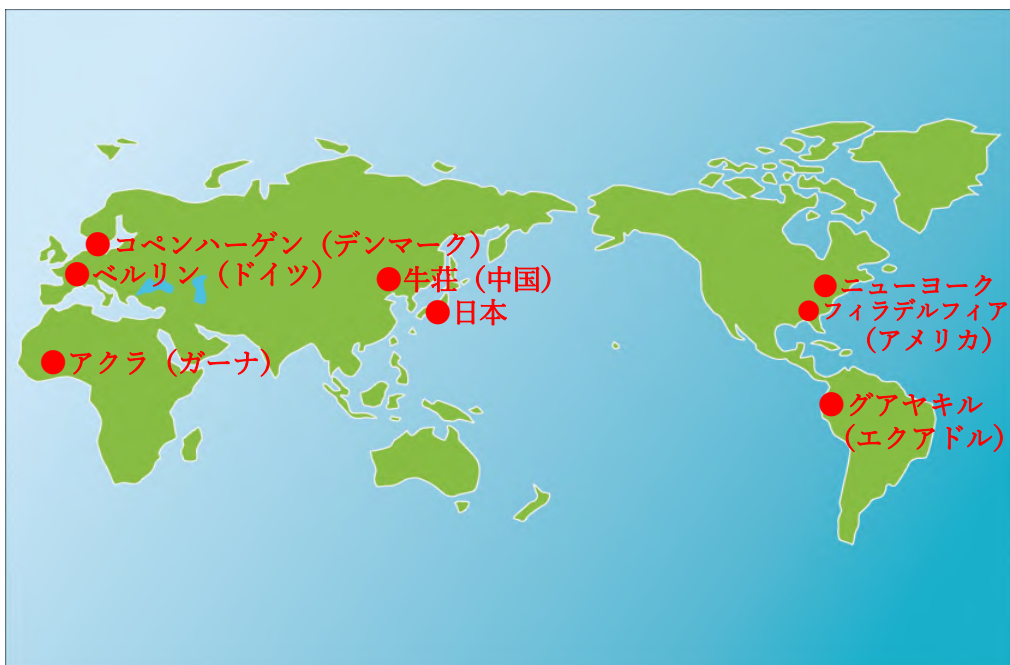 コペンハーゲン（デンマーク）
ベルリン（ドイツ）
牛荘（中国）
日本
アクラ（ガーナ）
ニューヨーク
フィラデルフィア
（アメリカ）
グアヤキル
（エクアドル）